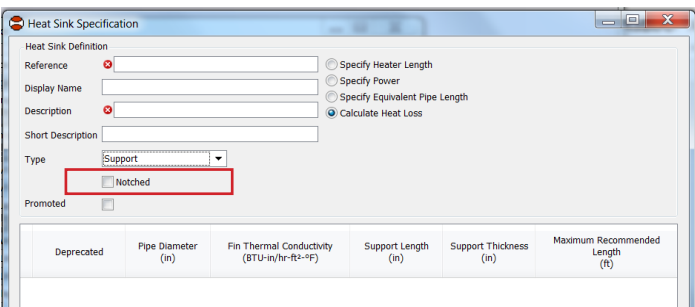 Heat Sink Specification
Heat Sink Definition
Reference
Specify Heater Length
Display Name
Specify Power
Specify Equivalent Pipe Length
Description
Calculate Heat Loss
Short Description
Type
Support
Notched
Promoted
Deprecated
Pipe Diameter
(in)
Fin Thermal Conductivity
(BTU-in/hr-ft²-ºF)
Support Length
(in)
Support Thickness
(in)
Maximum Recommended
Length
(ft)